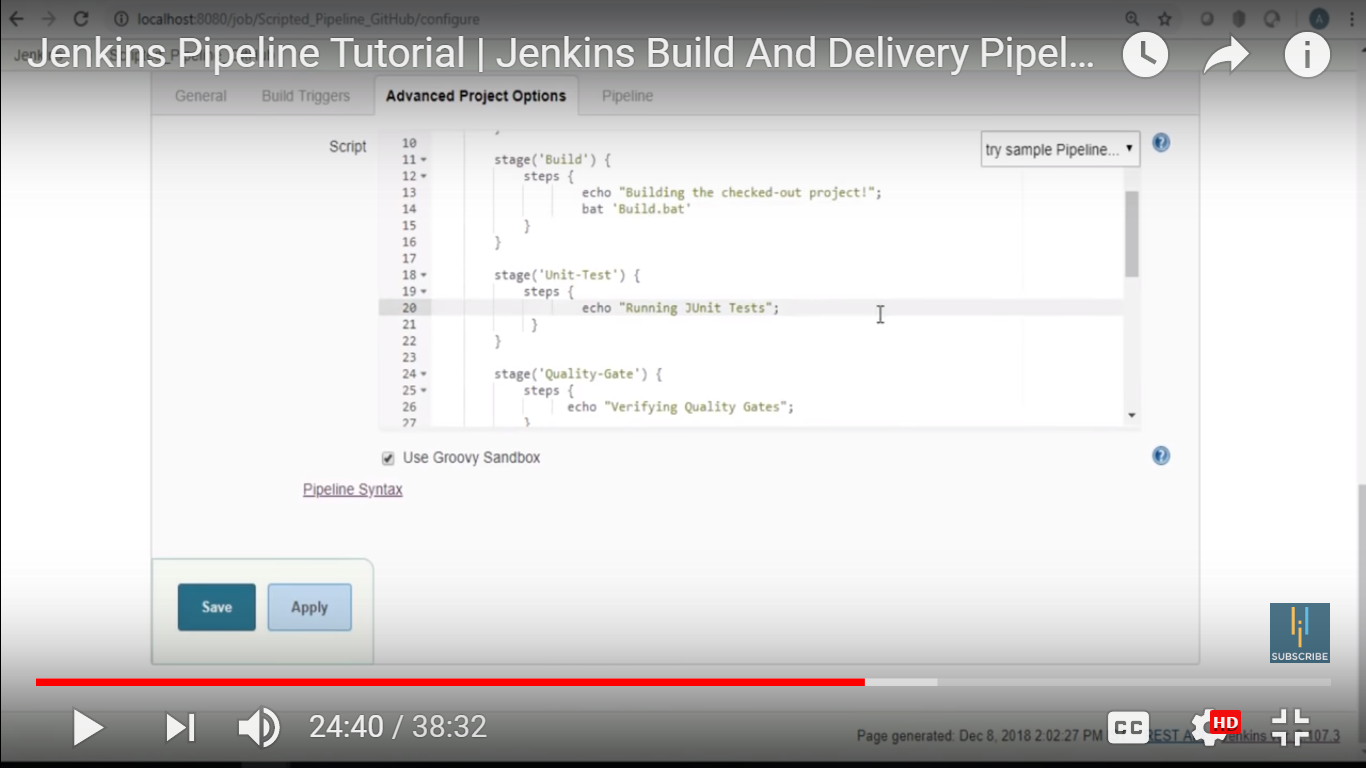 localhost:8080/job/Scripted_Pipeline_GitHub/configure
A
Jenkins Pipeline Tutorial | Jenkins Build And Delivery Pipel...
General Build Triggers Advanced Project Options Pipeline
Script
try sample Pipeline...
10
11 stage('Build') {
12 steps {
13 echo "Building the checked-out project!";
14 bat 'Build.bat'
15 }
16 }
17
18 stage('Unit-Test') {
19 steps {
20 echo "Running JUnit Tests";
21 }
22 }
23
24 stage('Quality-Gate') {
25 steps {
26 echo "Verifying Quality Gates";
27 }
Use Groovy Sandbox
Pipeline Syntax
Save Apply
SUBSCRIBE
24:40 / 38:32
CC HD
Page generated: Dec 8, 2018 2:02:27 PM